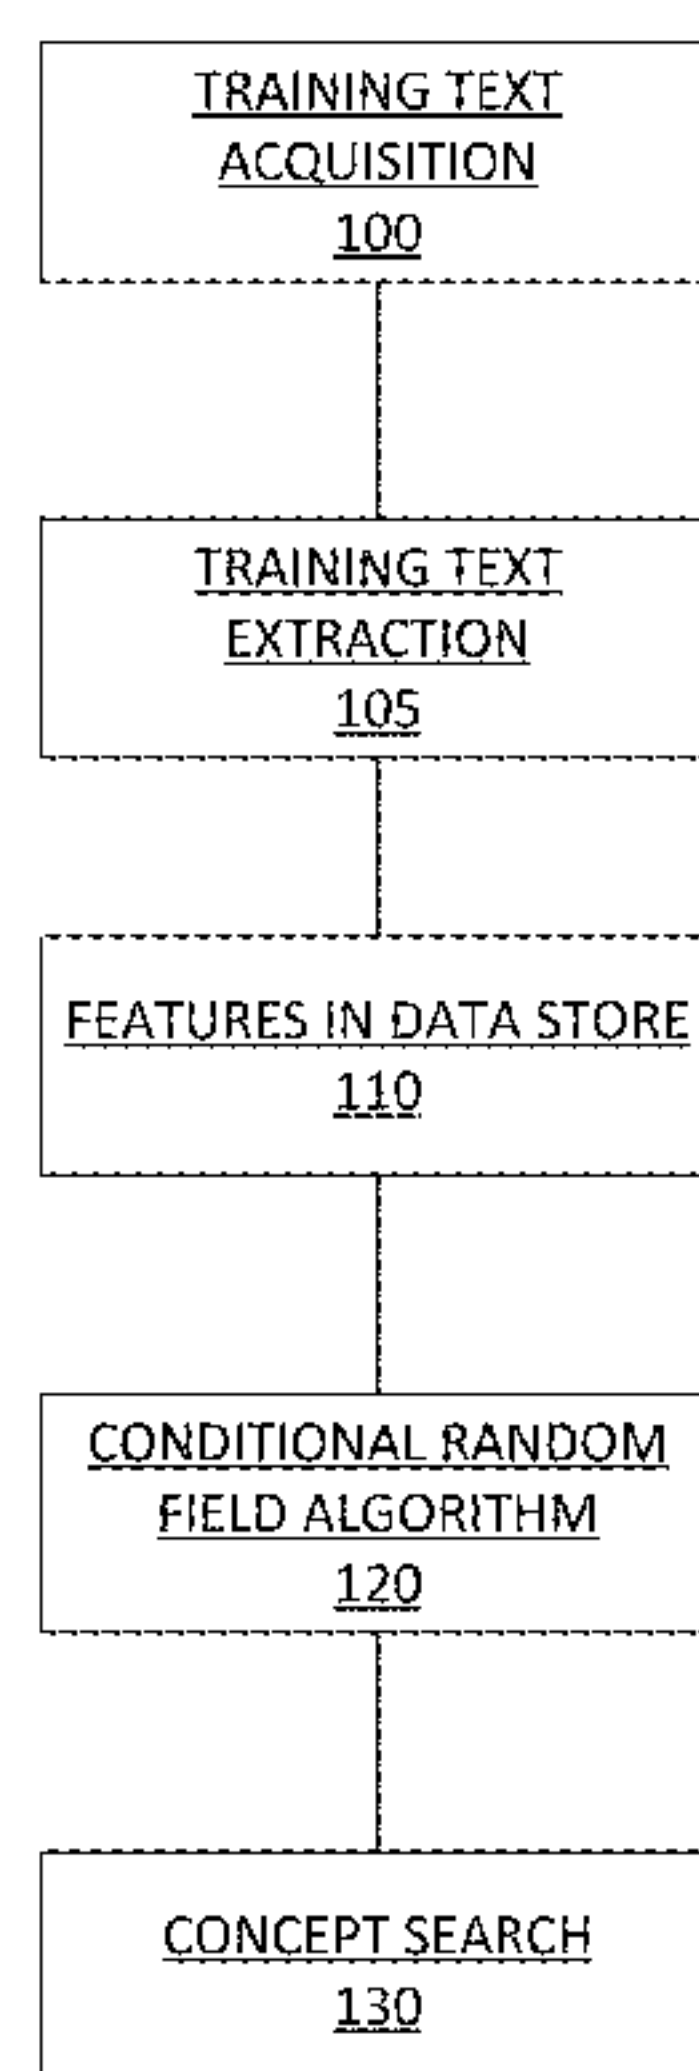 TRAINING TEXT
ACQUISITION
100
TRAINING TEXT
EXTRACTION
105
FEATURES IN DATA STORE
110
CONDITIONAL RANDOM
FIELD ALGORITHM
120
CONCEPT SEARCH
130